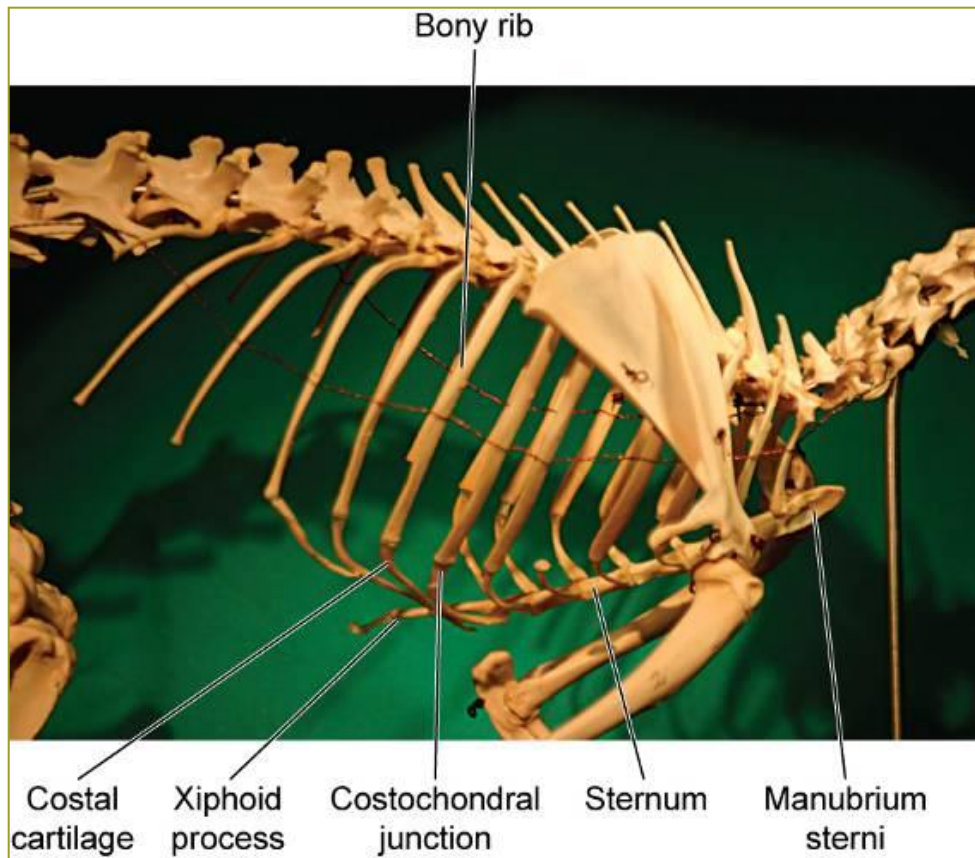 Bony rib
Costal
cartilage
Xiphoid
process
Costochondral
junction
Sternum
Manubrium
sterni